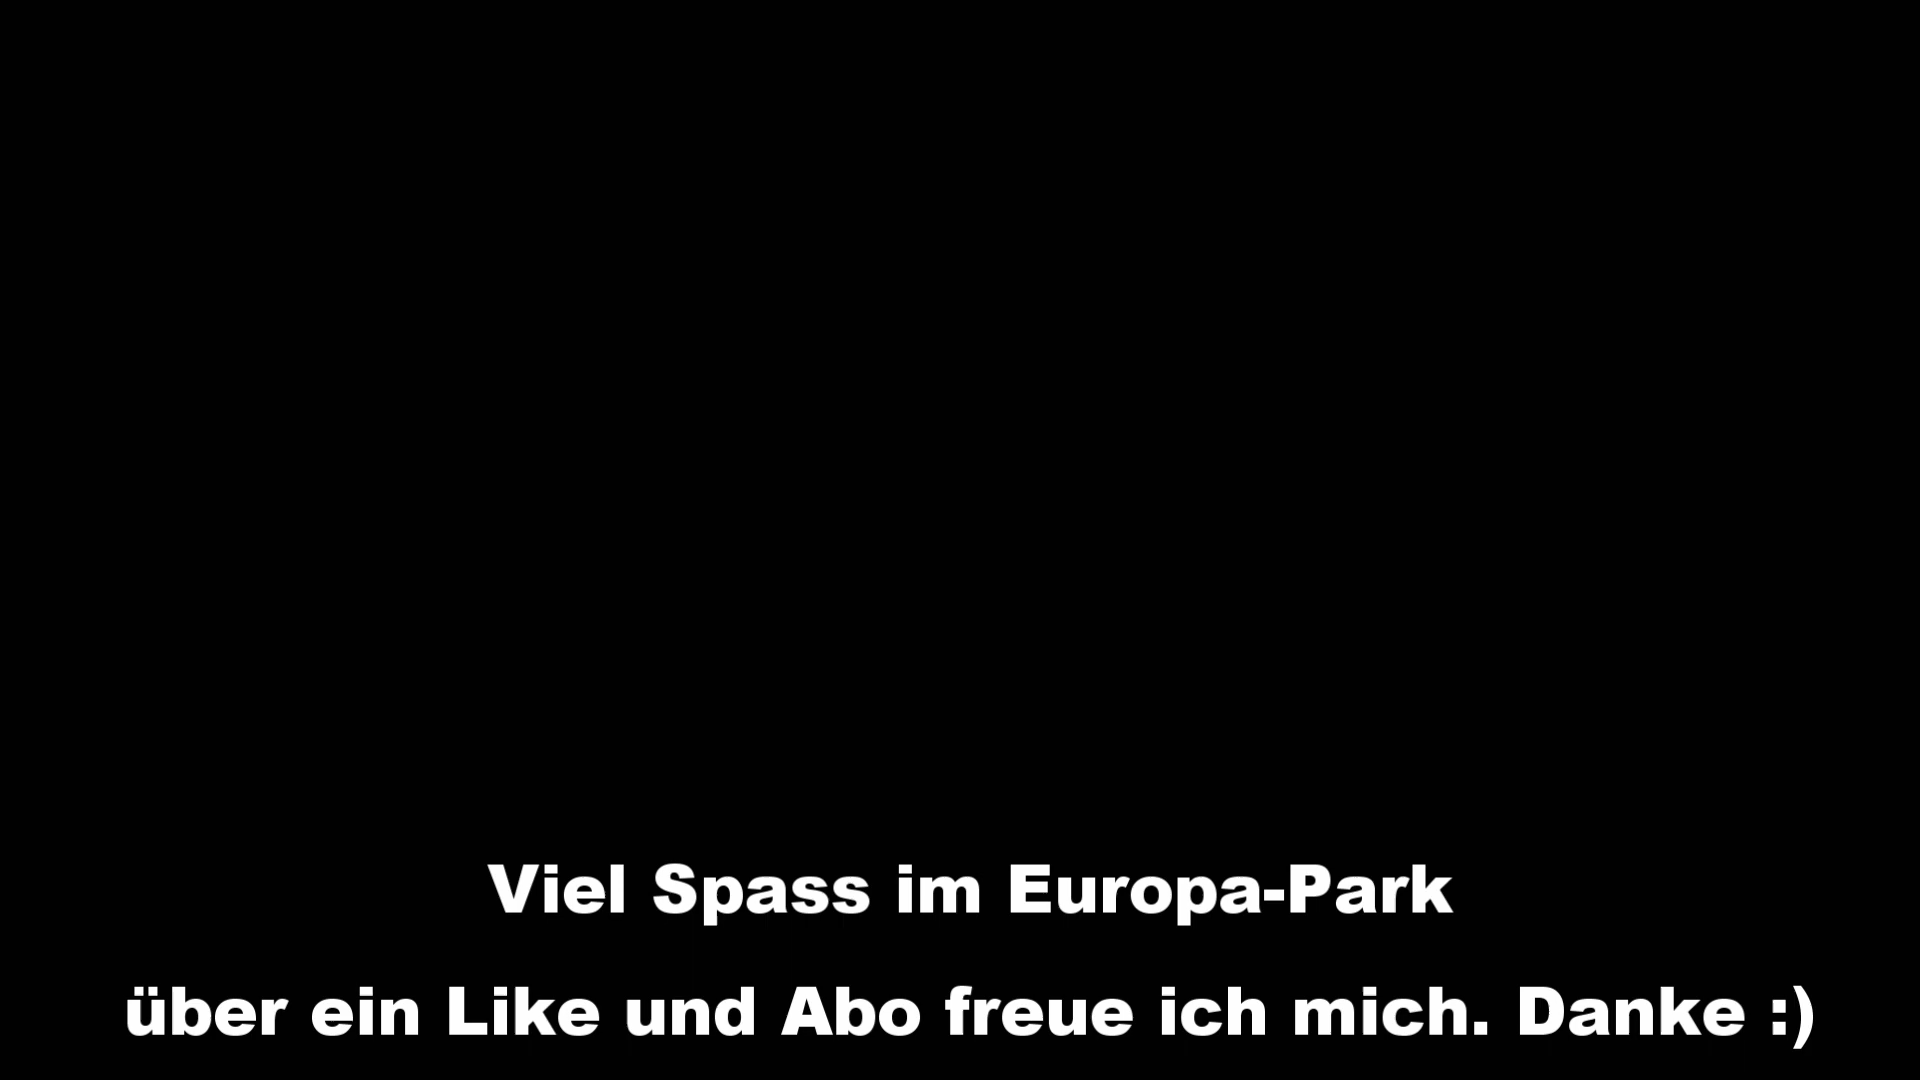 Viel Spass im Europa-Park
über ein Like und Abo freue ich mich. Danke :)